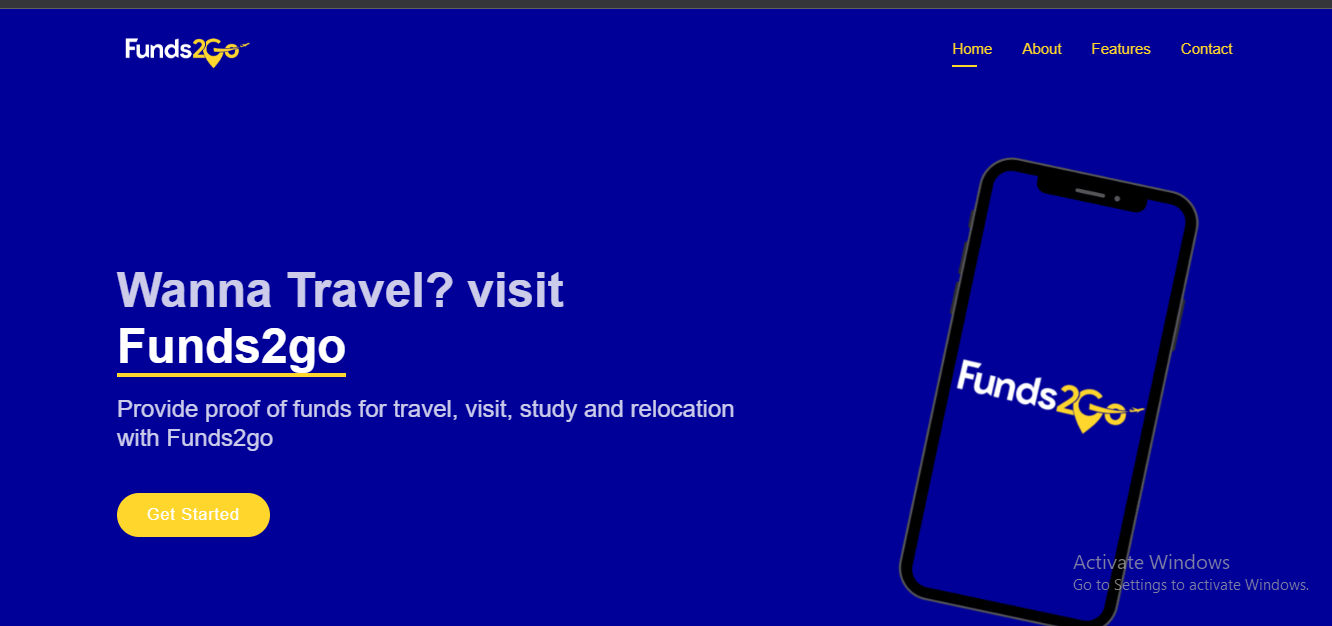 Funds2Go
Home About Features Contact
Wanna Travel? visit
Funds2go
Provide proof of funds for travel, visit, study and relocation
with Funds2go
Get Started
Funds2Go
Activate Windows
Go to Settings to activate Windows.